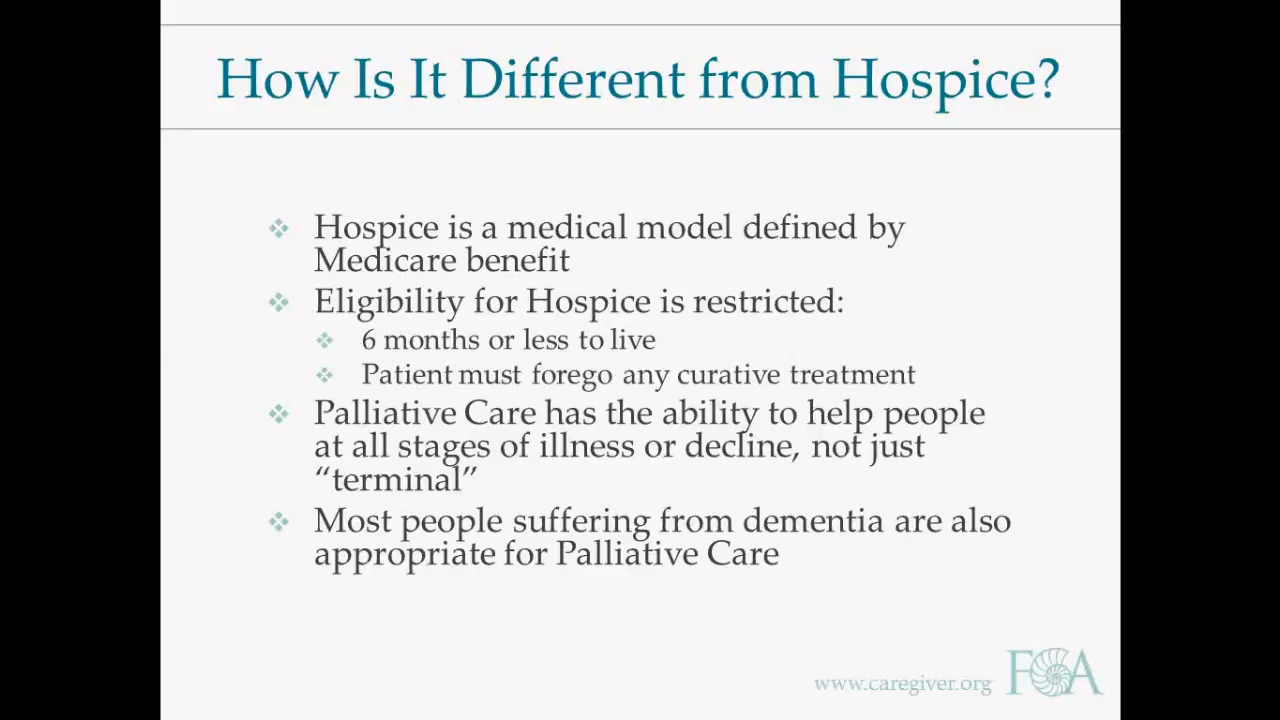 How Is It Different from Hospice?
Hospice is a medical model defined by
Medicare benefit
Eligibility for Hospice is restricted:
6 months or less to live
Patient must forego any curative treatment
Palliative Care has the ability to help people
at all stages of illness or decline, not just
“terminal”
Most people suffering from dementia are also
appropriate for Palliative Care
www.caregiver.org
FCA